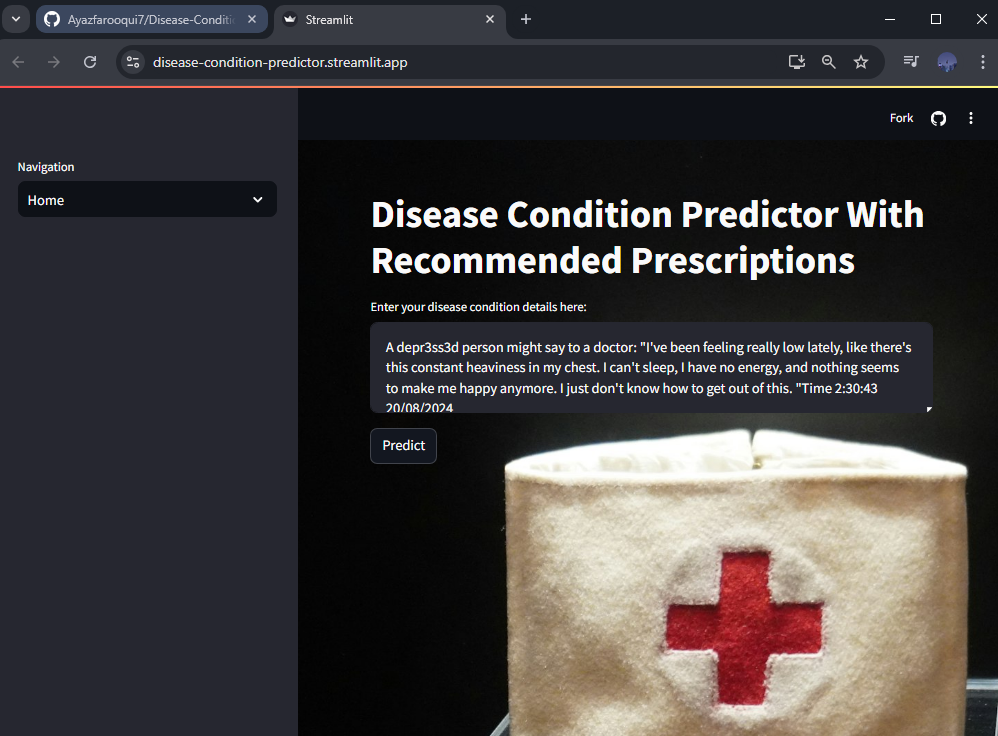 Ayazfarooqui7/Disease-Conditi
Streamlit
disease-condition-predictor.streamlit.app
Fork
Navigation
Home
Disease Condition Predictor With
Recommended Prescriptions
Enter your disease condition details here:
A depr3ss3d person might say to a doctor: "I've been feeling really low lately, like there's
this constant heaviness in my chest. I can't sleep, I have no energy, and nothing seems
to make me happy anymore. I just don't know how to get out of this. "Time 2:30:43
20/08/2024
Predict